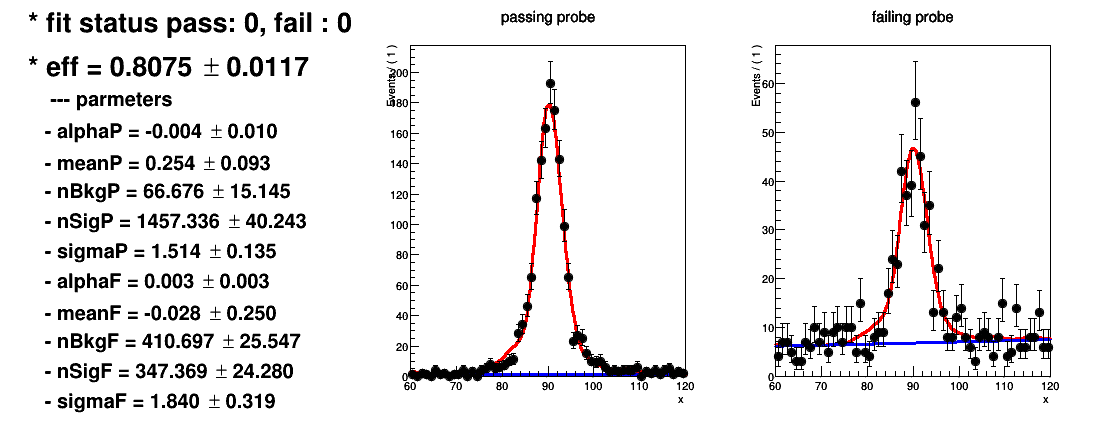 * fit status pass: 0, fail : 0
* eff = 0.8075 ± 0.0117
--- parmeters
- alphaP = -0.004 ± 0.010
- meanP = 0.254 ± 0.093
- nBkgP = 66.676 ± 15.145
- nSigP = 1457.336 ± 40.243
- sigmaP = 1.514 ± 0.135
- alphaF = 0.003 ± 0.003
- meanF = -0.028 ± 0.250
- nBkgF = 410.697 ± 25.547
- nSigF = 347.369 ± 24.280
- sigmaF = 1.840 ± 0.319
passing probe
Events / ( 1 )
200
180
160
140
120
100
80
60
40
20
0
60 70 80 90 100 110 120
x
failing probe
Events / ( 1 )
60
50
40
30
20
10
0
60 70 80 90 100 110 120
x